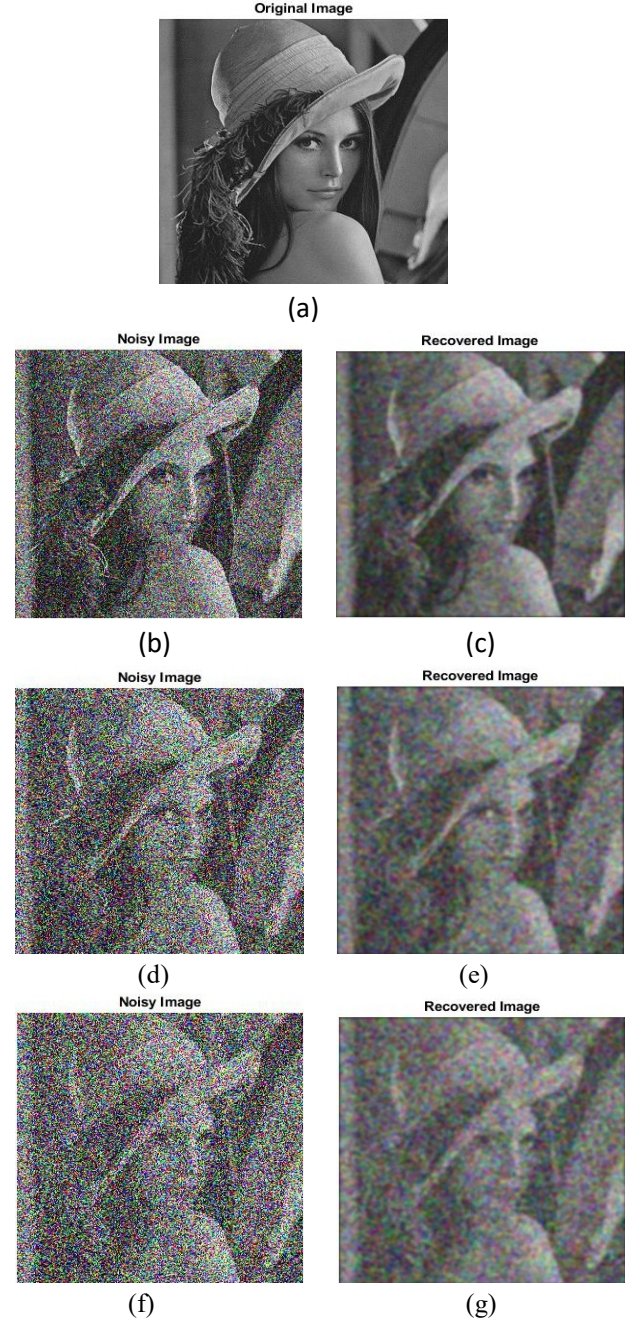 Original Image
(a)
Noisy Image
Recovered Image
(b)
(c)
Noisy Image
Recovered Image
(d)
(e)
Noisy Image
Recovered Image
(f)
(g)